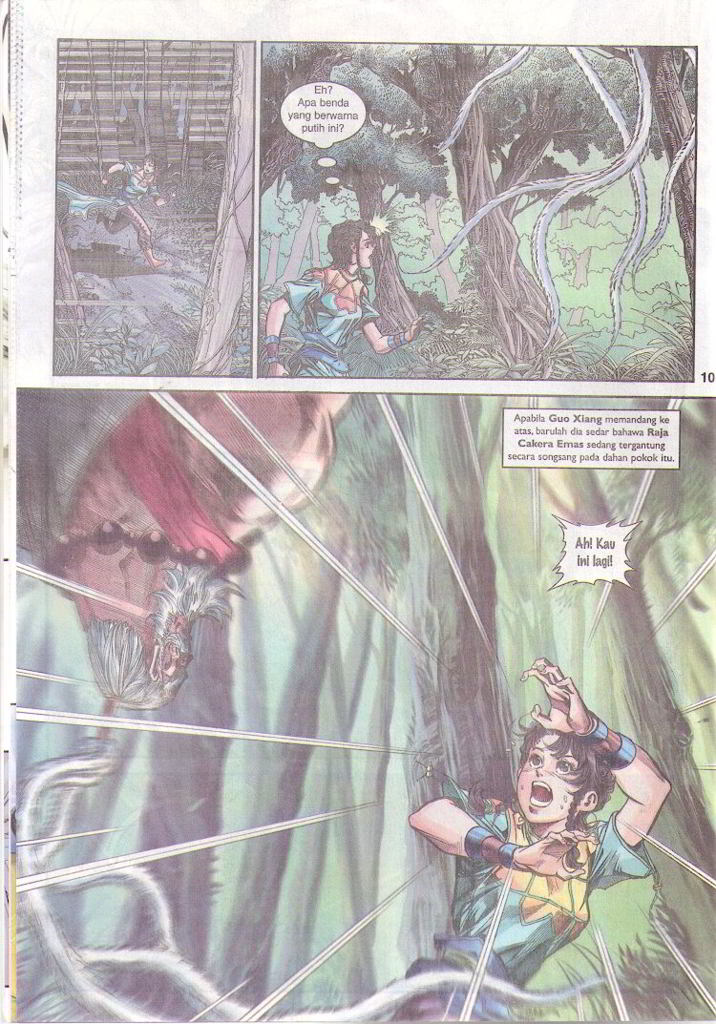 Eh?
Apa benda
yang berwarna
putih ini?
10
Apabila Guo Xiang memandang ke
atas, barulah dia sedar bahawa Raja
Cakera Emas sedang tergantung
secara songsang pada dahan pokok itu.
Ah! Kau
ini lagi!